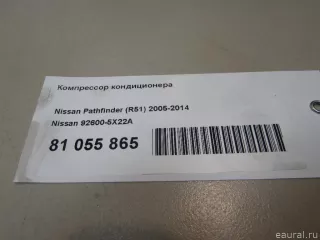 Компрессор кондиционера
Nissan Pathfinder (R51) 2005-2014
Nissan 92600-5X22A
81 055 865
eaural.ru